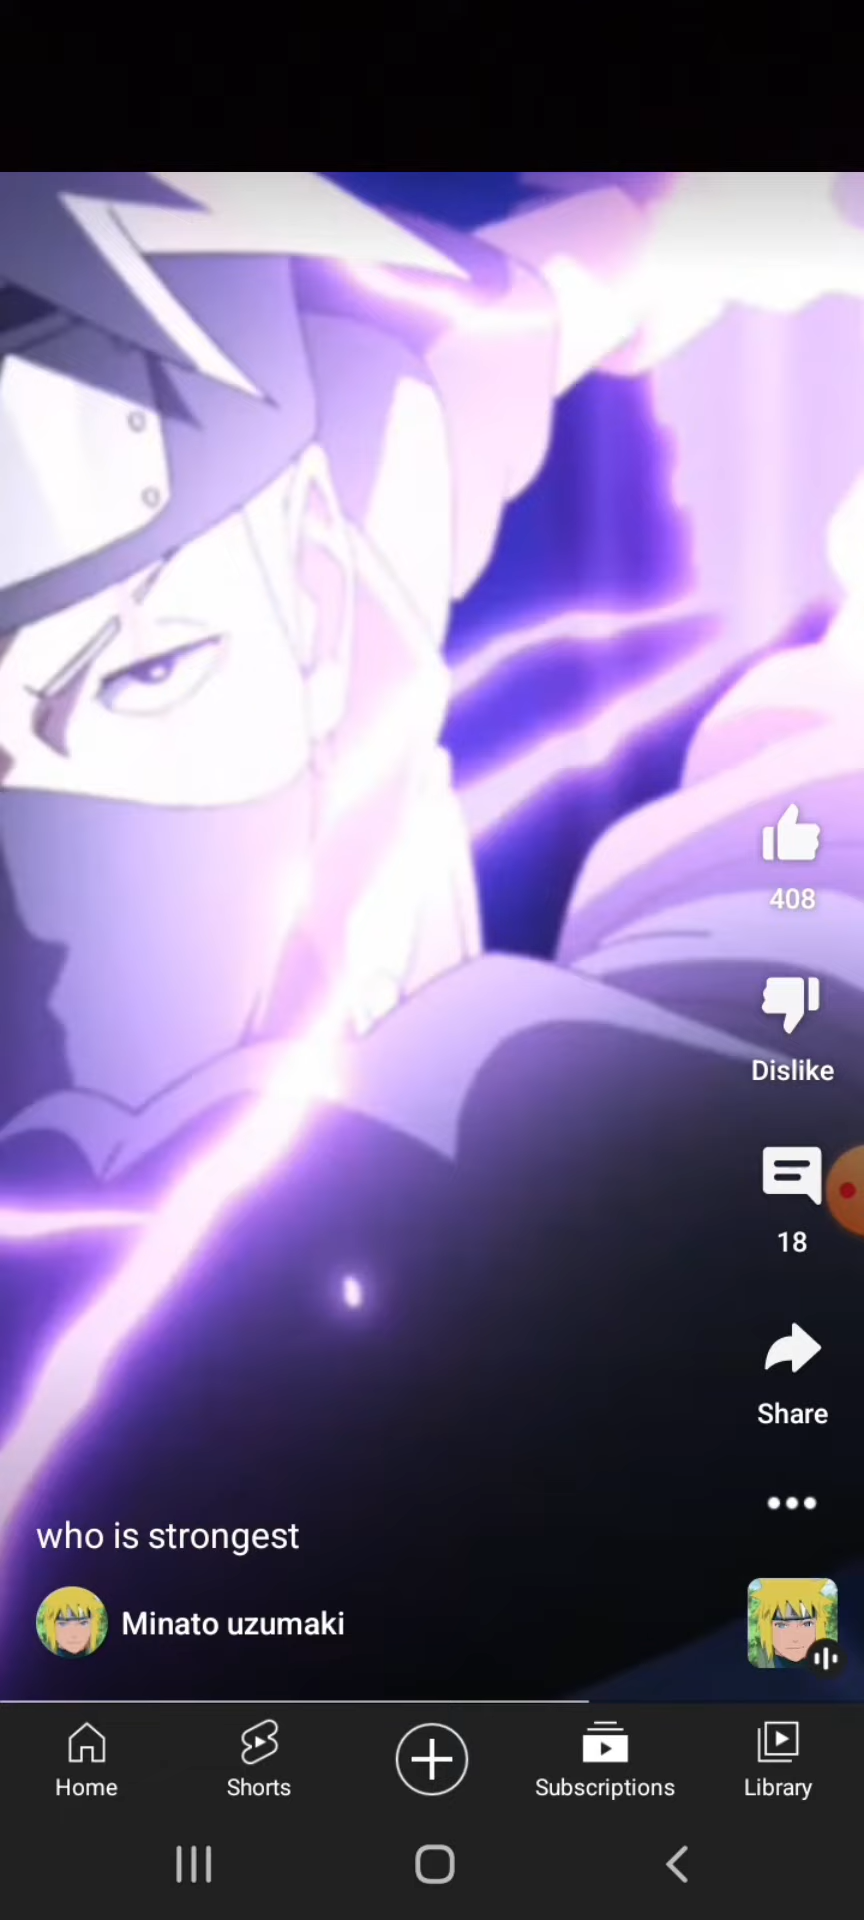 408
Dislike
18
Share
who is strongest
Minato uzumaki
Home
Shorts
Subscriptions
Library